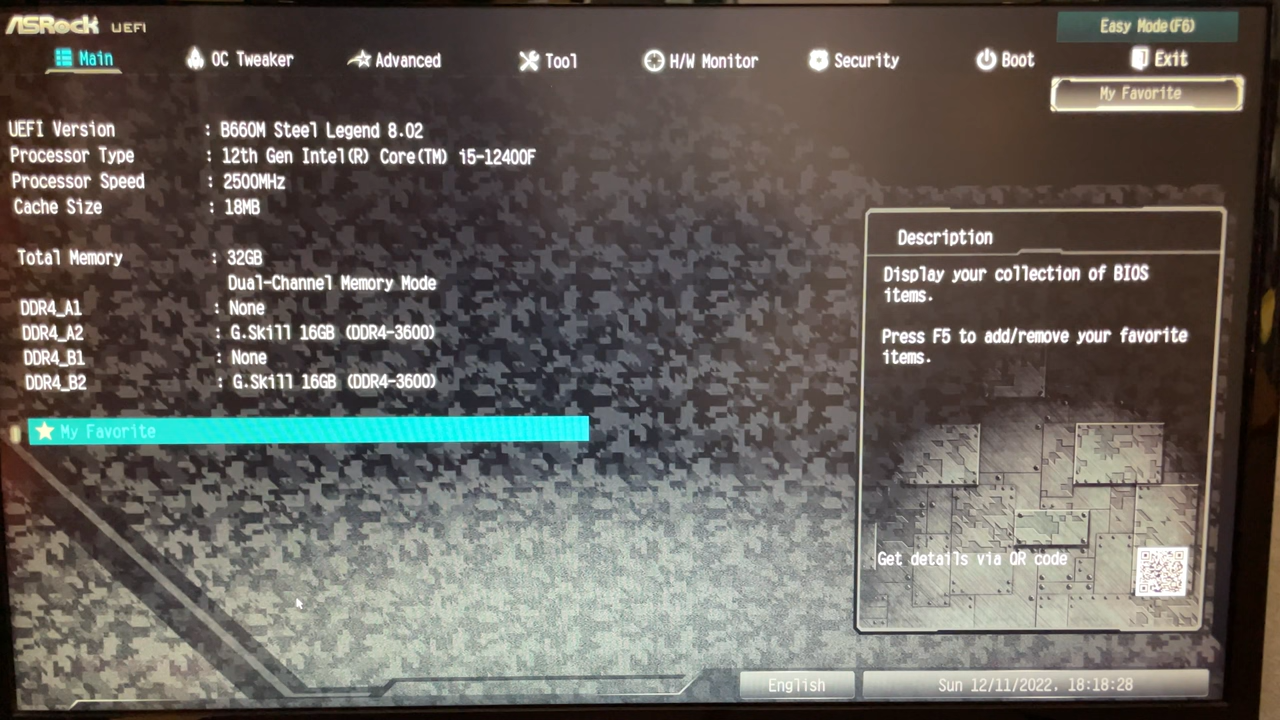 ASRock UEFI
Easy Mode(F6)
Main OC Tweaker Advanced Tool H/W Monitor Security Boot Exit
My Favorite
UEFI Version : B660M Steel Legend 8.02
Processor Type : 12th Gen Intel(R) Core(TM) i5-12400F
Processor Speed : 2500MHz
Cache Size : 18MB
Total Memory : 32GB
Dual-Channel Memory Mode
DDR4_A1 : None
DDR4_A2 : G.Skill 16GB (DDR4-3600)
DDR4_B1 : None
DDR4_B2 : G.Skill 16GB (DDR4-3600)
My Favorite
Description
Display your collection of BIOS
items.
Press F5 to add/remove your favorite
items.
Get details via QR code
English
Sun 12/11/2022, 18:18:28